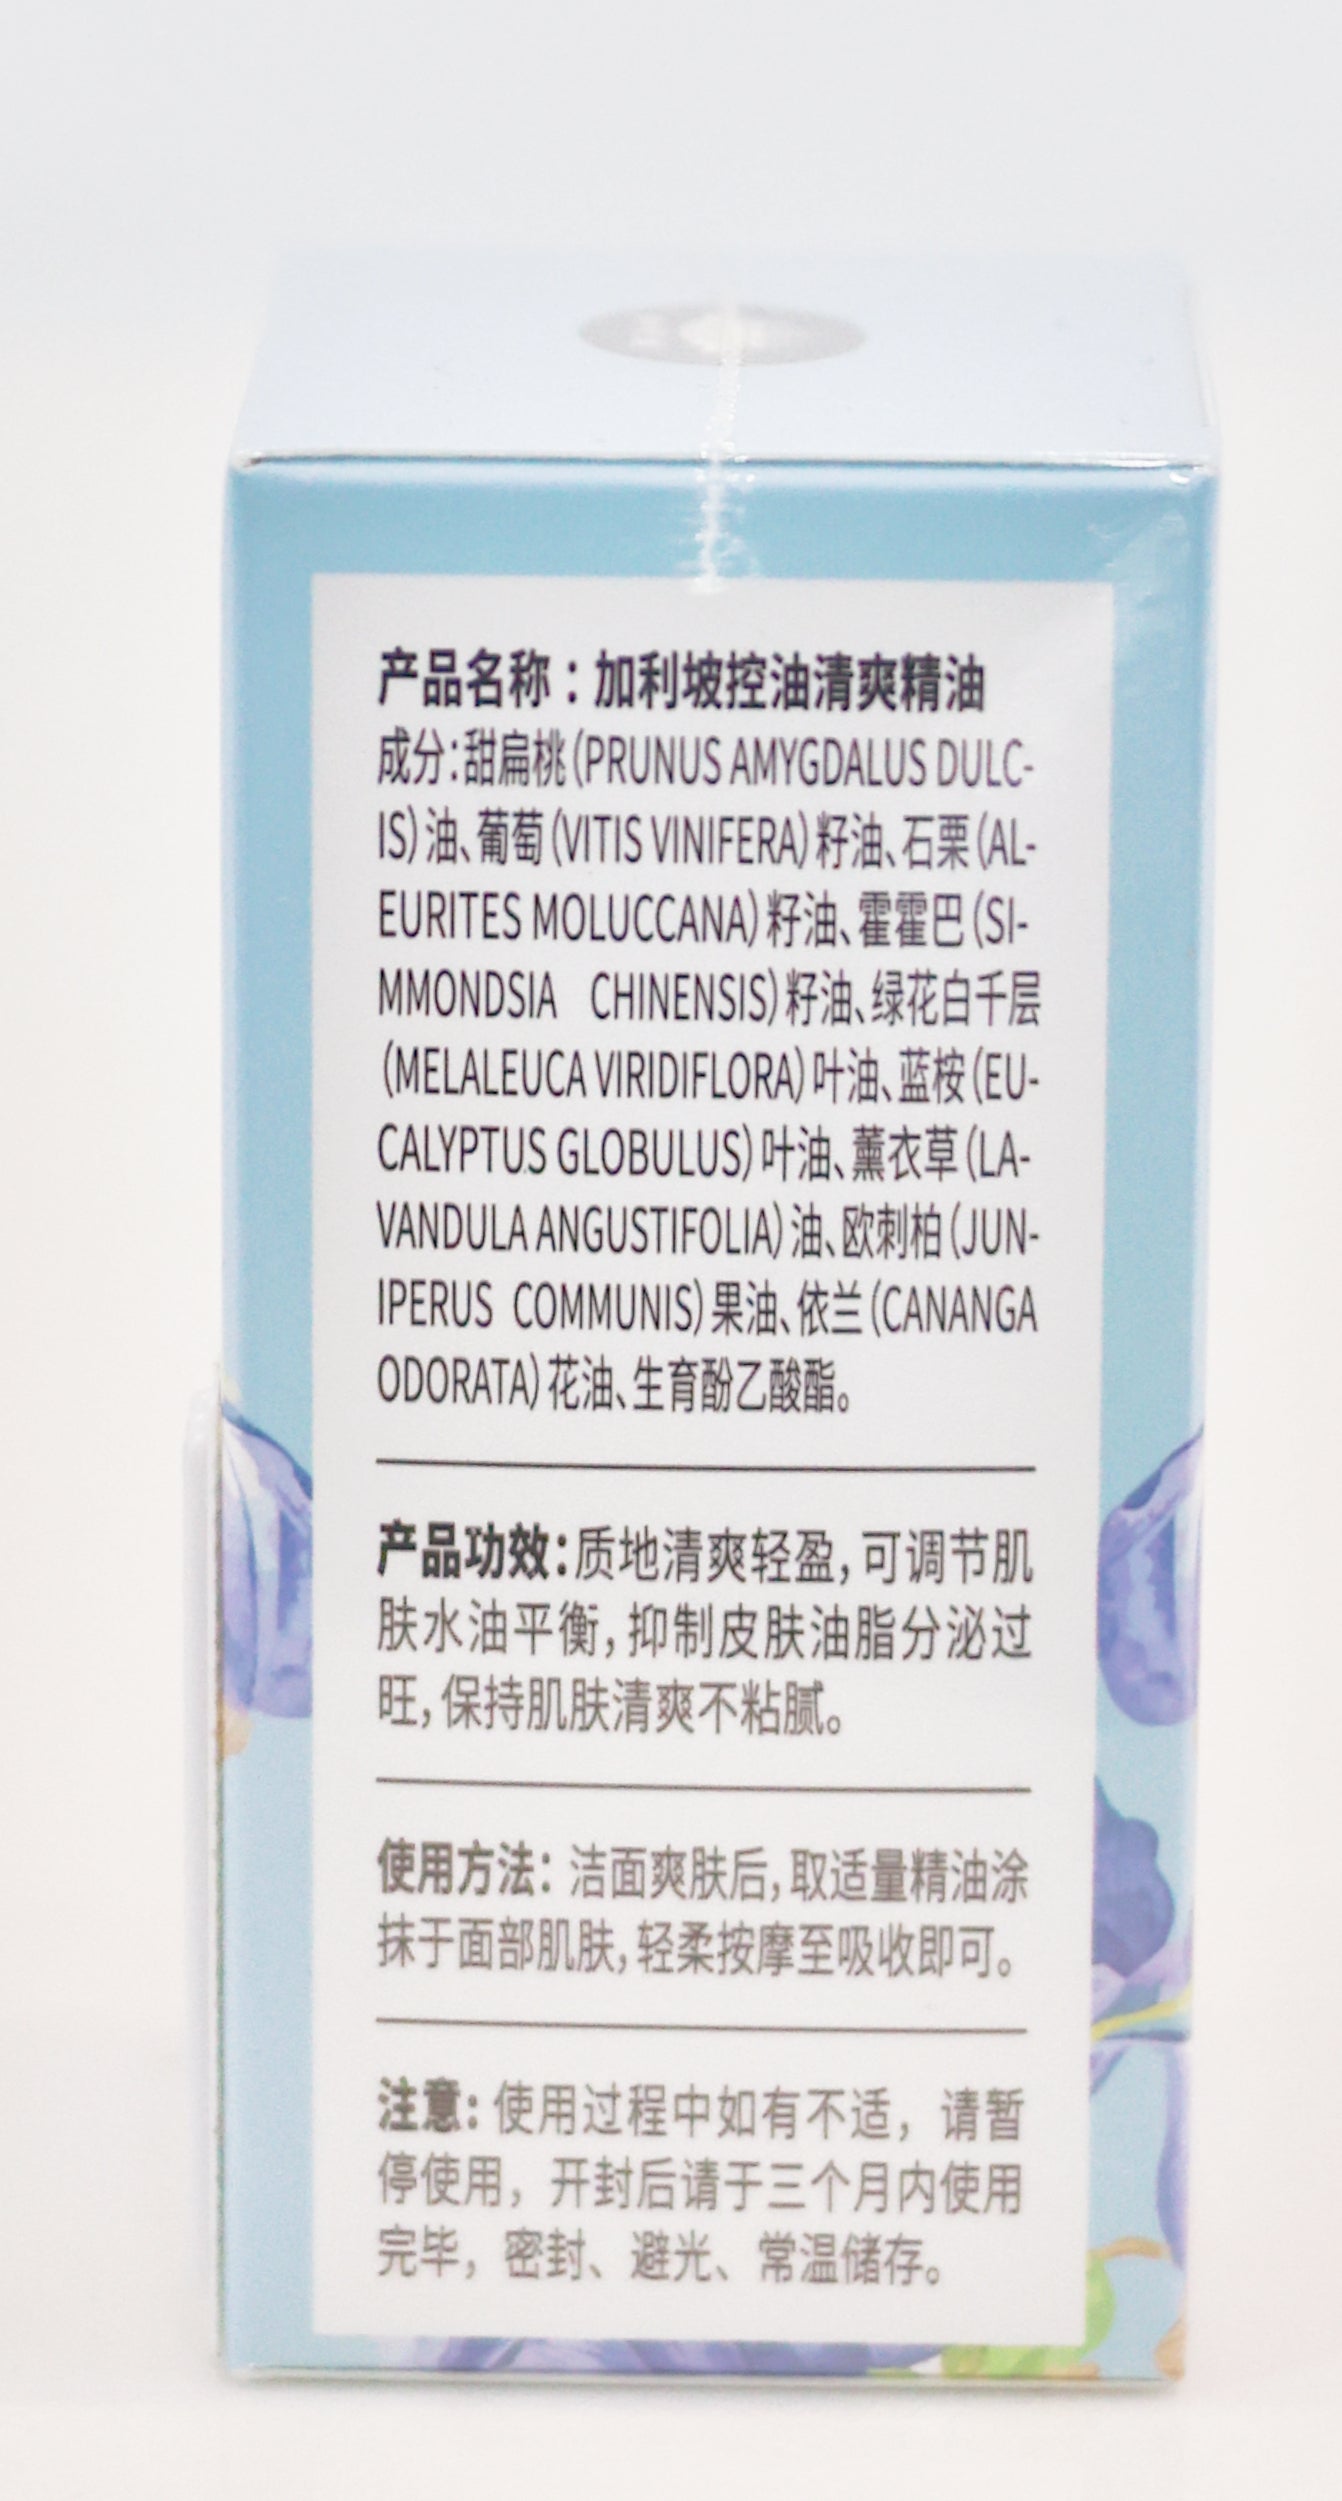 产品名称：加利坡控油清爽精油
成分：甜扁桃(PRUNUS AMYGDALUS DULC-
IS)油、葡萄(VITIS VINIFERA)籽油、石栗(AL-
EURITES MOLUCCANA)籽油、霍霍巴(SI-
MMONDSIA CHINENSIS)籽油、绿花白千层
(MELALEUCA VIRIDIFLORA)叶油、蓝桉(EU-
CALYPTUS GLOBULUS)叶油、薰衣草(LA-
VANDULA ANGUSTIFOLIA)油、欧刺柏(JUN-
IPERUS COMMUNIS)果油、依兰(CANANGA
ODORATA)花油、生育酚乙酸酯。
产品功效：质地清爽轻盈，可调节肌
肤水油平衡，抑制皮肤油脂分泌过
旺，保持肌肤清爽不粘腻。
使用方法：洁面爽肤后，取适量精油涂
抹于面部肌肤，轻柔按摩至吸收即可。
注意：使用过程中如有不适，请暂
停使用，开封后请于三个月内使用
完毕，密封、避光、常温储存。